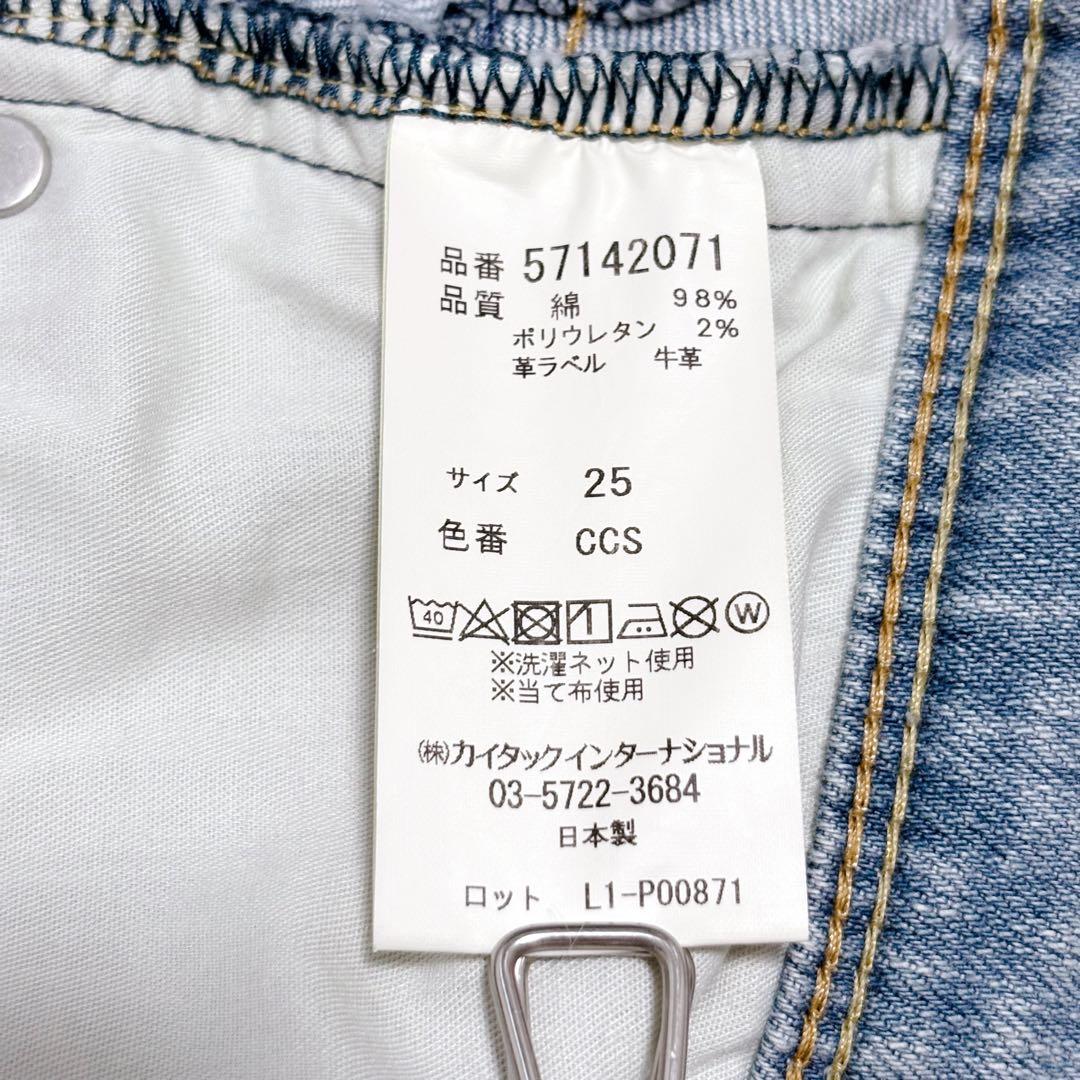 品番 57142071
品質 綿 98%
ポリウレタン 2%
革ラベル 牛革
サイズ 25
色番 CCS
40 W
※洗濯ネット使用
※当て布使用
㈱カイタックインターナショナル
03-5722-3684
日本製
ロット L1-P00871